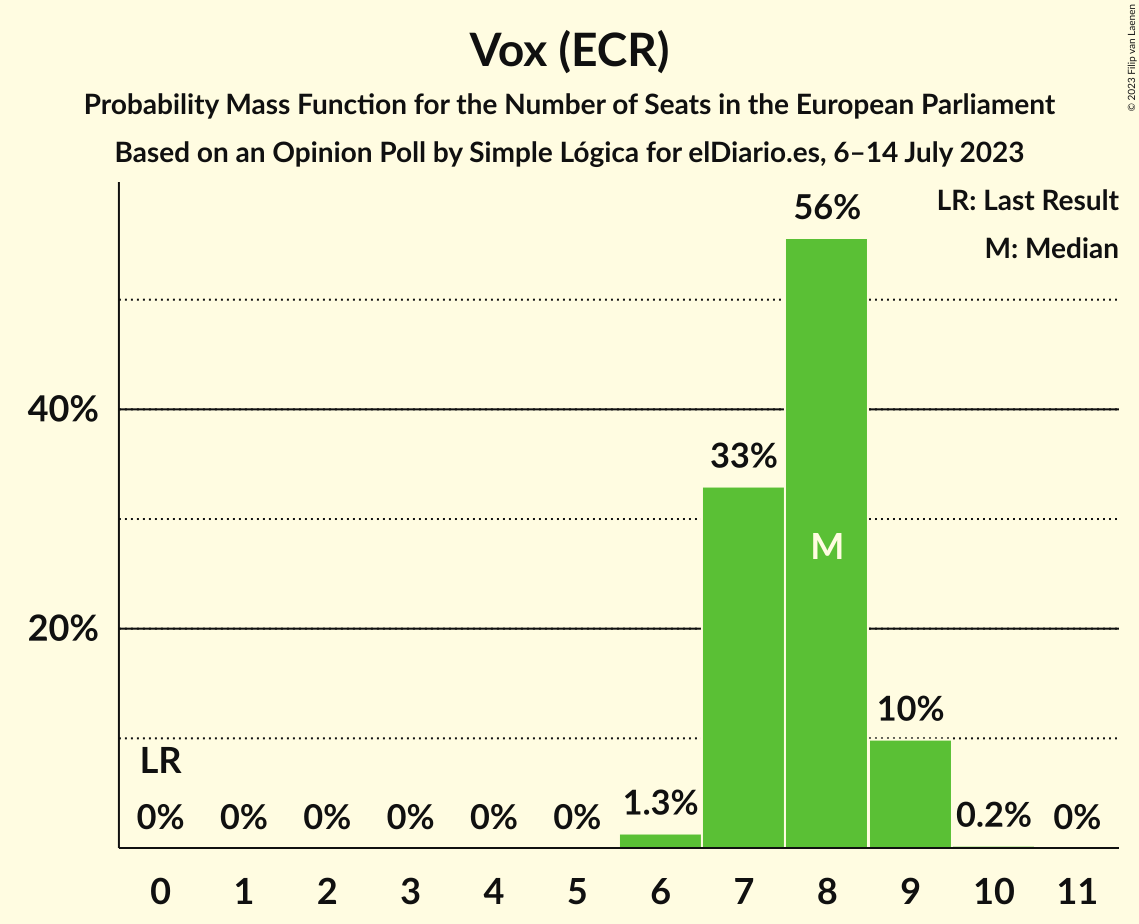 Vox (ECR)
Probability Mass Function for the Number of Seats in the European Parliament
Based on an Opinion Poll by Simple Lógica for elDiario.es, 6–14 July 2023
© 2023 Filip van Laenen
LR: Last Result
M: Median
56%
40%
33%
M
20%
10%
LR
0% 0% 0% 0% 0% 0% 1.3% 0.2% 0%
0 1 2 3 4 5 6 7 8 9 10 11